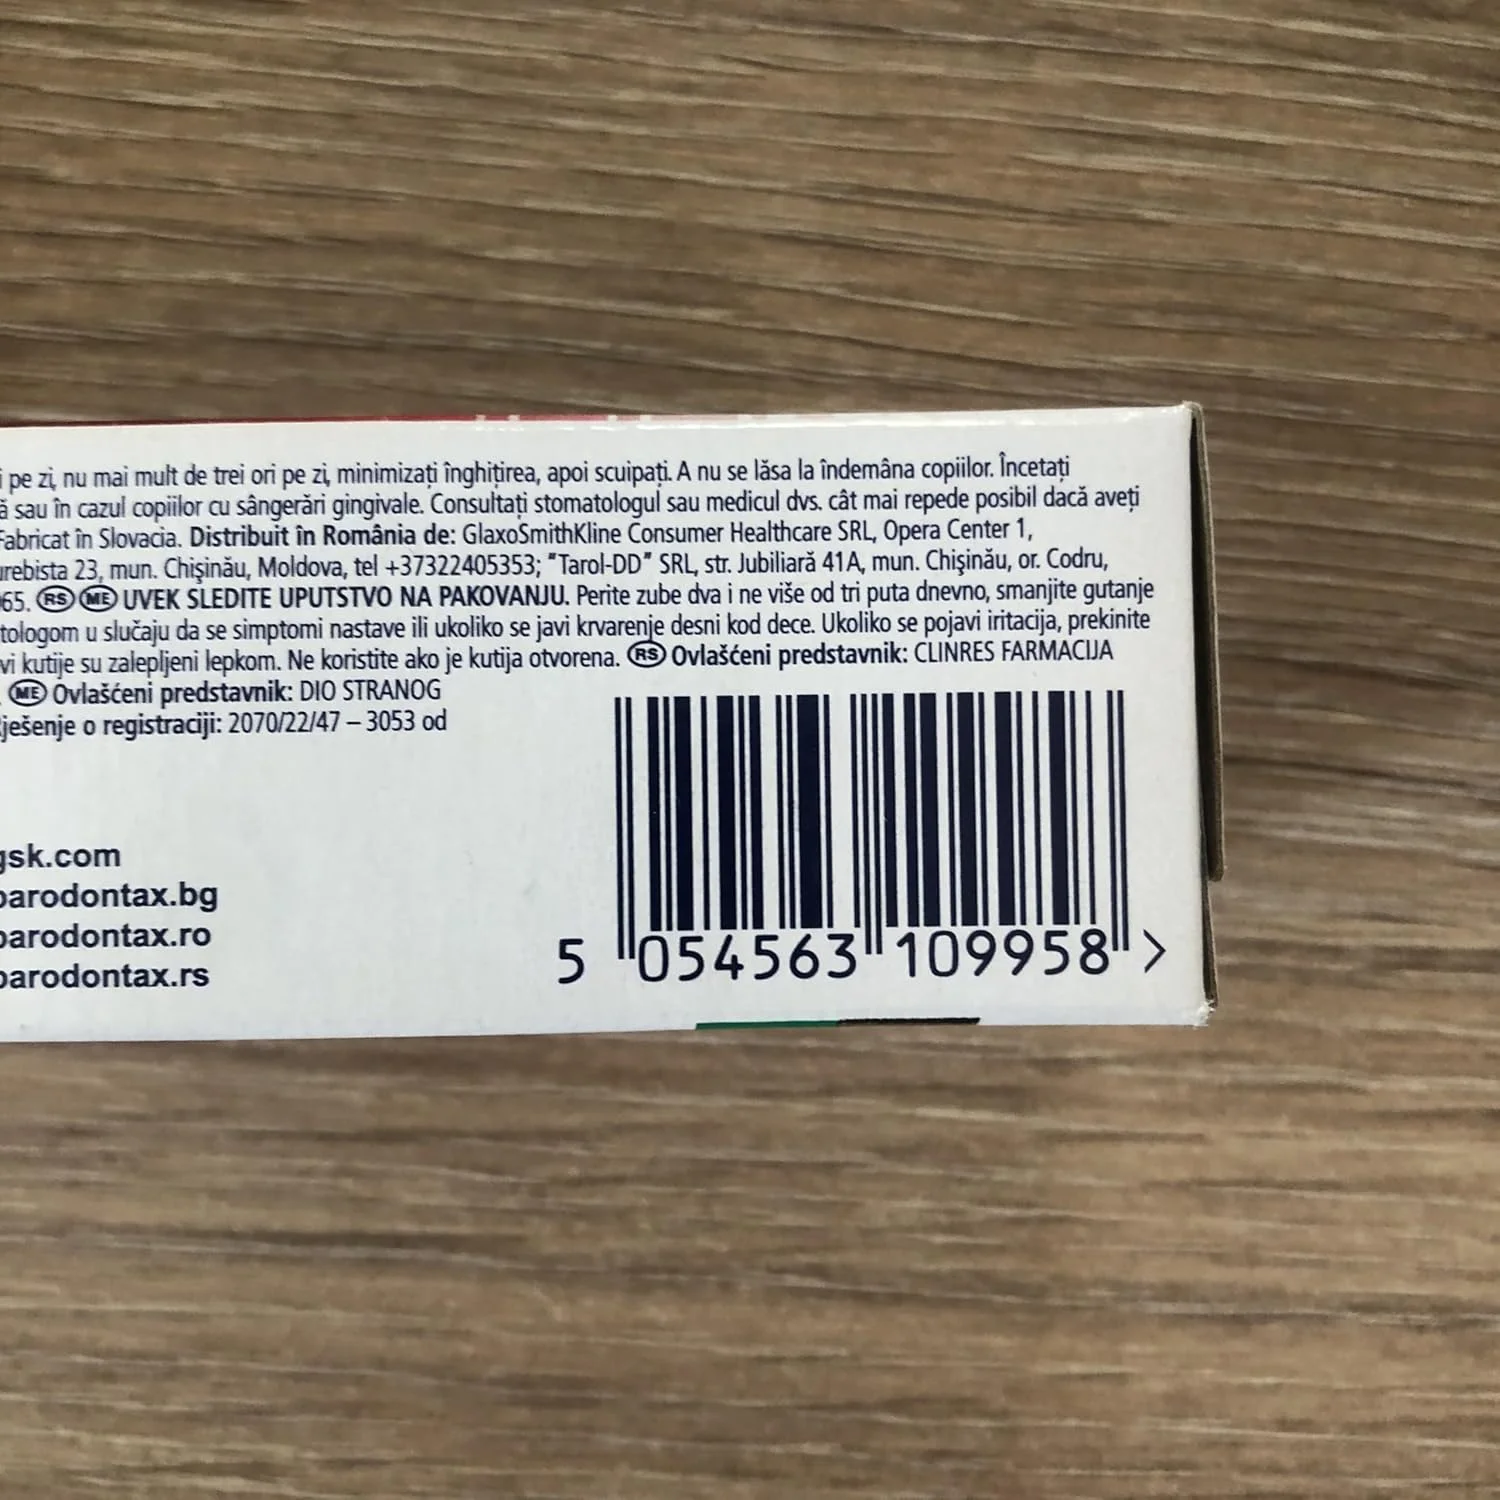 pe zi, nu mai mult de trei ori pe zi, minimizați înghițirea, apoi scuipați. A nu se lăsa la îndemâna copiilor. Încetați
sau în cazul copiilor cu sângerări gingivale. Consultați stomatologul sau medicul dvs. cât mai repede posibil dacă aveți
Fabricat în Slovacia. Distribuit în România de: GlaxoSmithKline Consumer Healthcare SRL, Opera Center 1,
urebista 23, mun. Chişinău, Moldova, tel +37322405353; "Tarol-DD" SRL, str. Jubiliară 41A, mun. Chişinău, or. Codru,
65. RS ME UVEK SLEDITE UPUTSTVO NA PAKOVANJU. Perite zube dva i ne više od tri puta dnevno, smanjite gutanje
tologom u slučaju da se simptomi nastave ili ukoliko se javi krvarenje desni kod dece. Ukoliko se pojavi iritacija, prekinite
vi kutije su zalepljeni lepkom. Ne koristite ako je kutija otvorena. RS Ovlašćeni predstavnik: CLINRES FARMACIJA
ME Ovlašćeni predstavnik: DIO STRANOG
ješenje o registraciji: 2070/22/47 – 3053 od
gsk.com
parodontax.bg
parodontax.ro
parodontax.rs
5 054563 109958 >